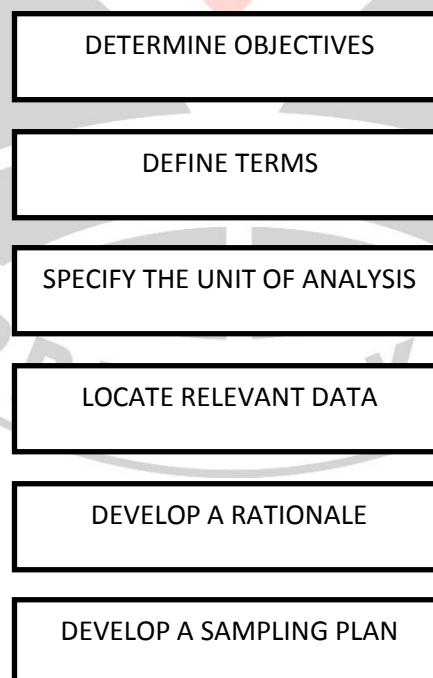 DETERMINE OBJECTIVES
DEFINE TERMS
SPECIFY THE UNIT OF ANALYSIS
LOCATE RELEVANT DATA
DEVELOP A RATIONALE
DEVELOP A SAMPLING PLAN